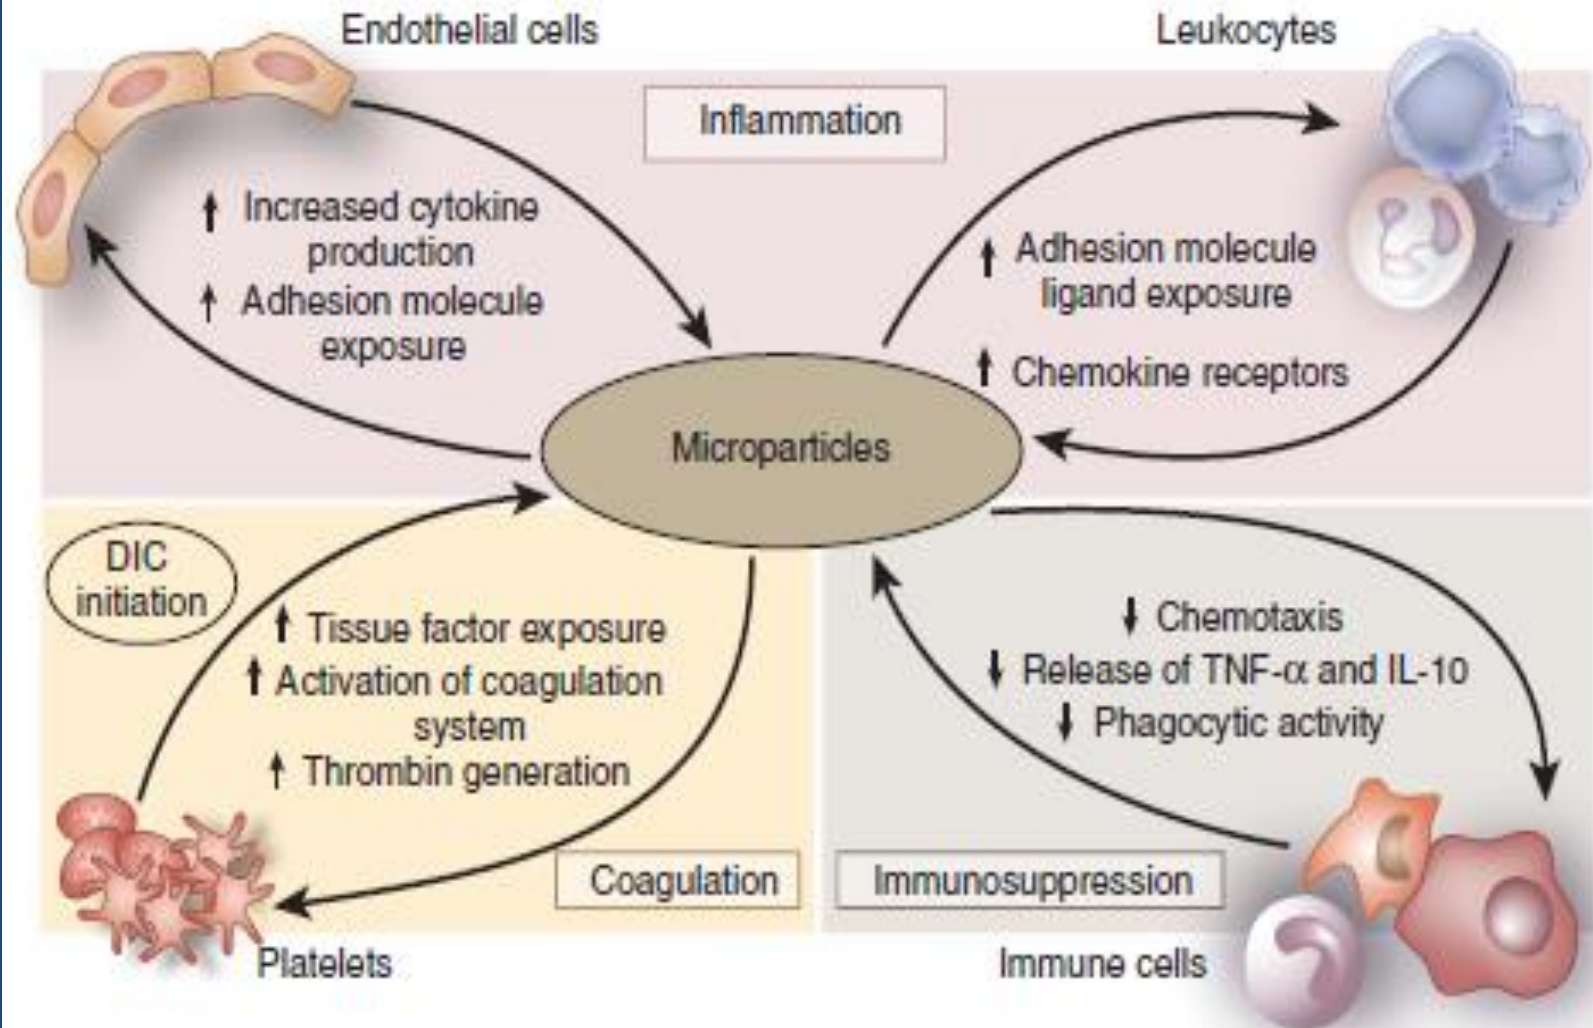 Endothelial cells
Leukocytes
Inflammation
↑ Increased cytokine
production
↑ Adhesion molecule
exposure
↑ Adhesion molecule
ligand exposure
↑ Chemokine receptors
Microparticles
DIC
initiation
↑ Tissue factor exposure
↑ Activation of coagulation
system
↑ Thrombin generation
Coagulation
Platelets
↓ Chemotaxis
↓ Release of TNF-α and IL-10
↓ Phagocytic activity
Immunosuppression
Immune cells